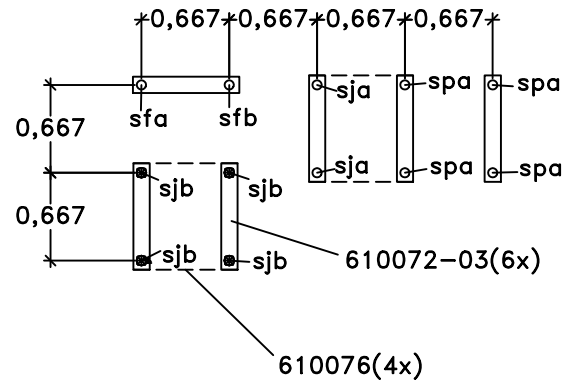 0,667 0,667 0,667 0,667
sja spa spa
0,667 sfa sfb
sja spa spa
sjb sjb
0,667
sjb sjb 610072-03(6x)
610076(4x)